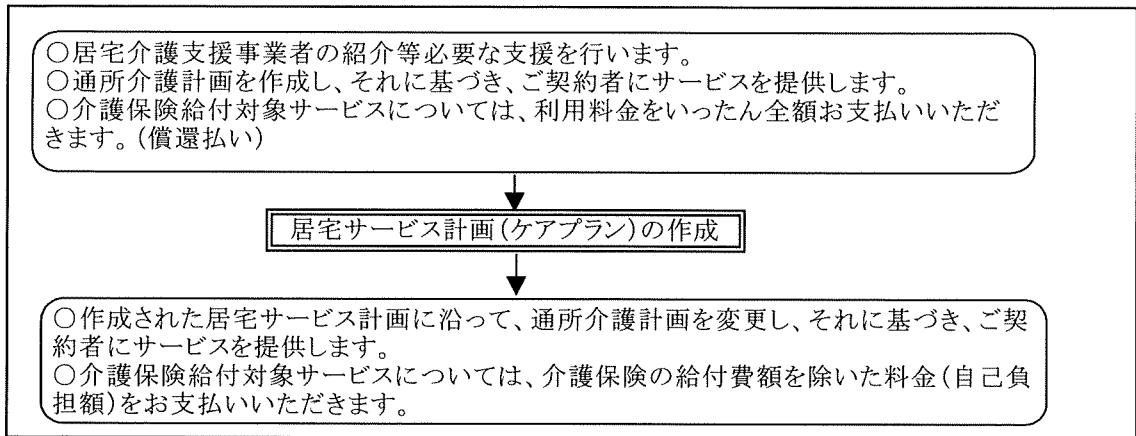 ○居宅介護支援事業者の紹介等必要な支援を行います。
○通所介護計画を作成し、それに基づき、ご契約者にサービスを提供します。
○介護保険給付対象サービスについては、利用料金をいったん全額お支払いいただ
きます。(償還払い)
居宅サービス計画(ケアプラン)の作成
○作成された居宅サービス計画に沿って、通所介護計画を変更し、それに基づき、ご契
約者にサービスを提供します。
○介護保険給付対象サービスについては、介護保険の給付費額を除いた料金(自己負
担額)をお支払いいただきます。